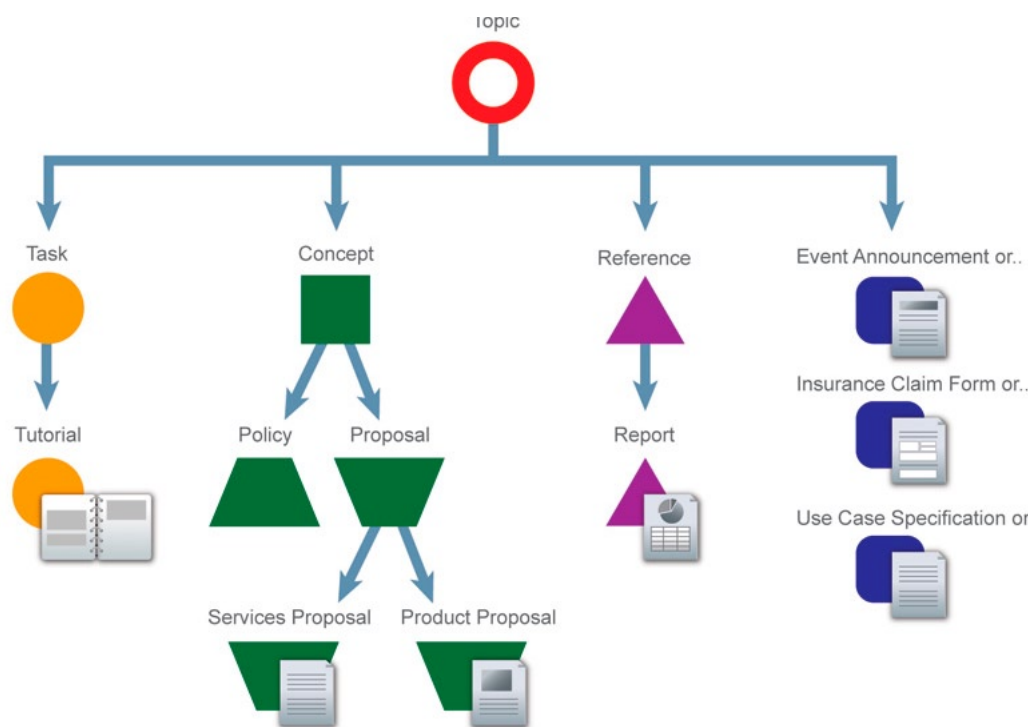 Topic
Task
Concept
Reference
Event Announcement or..
Insurance Claim Form or..
Tutorial
Policy
Proposal
Report
Use Case Specification or
Services Proposal
Product Proposal